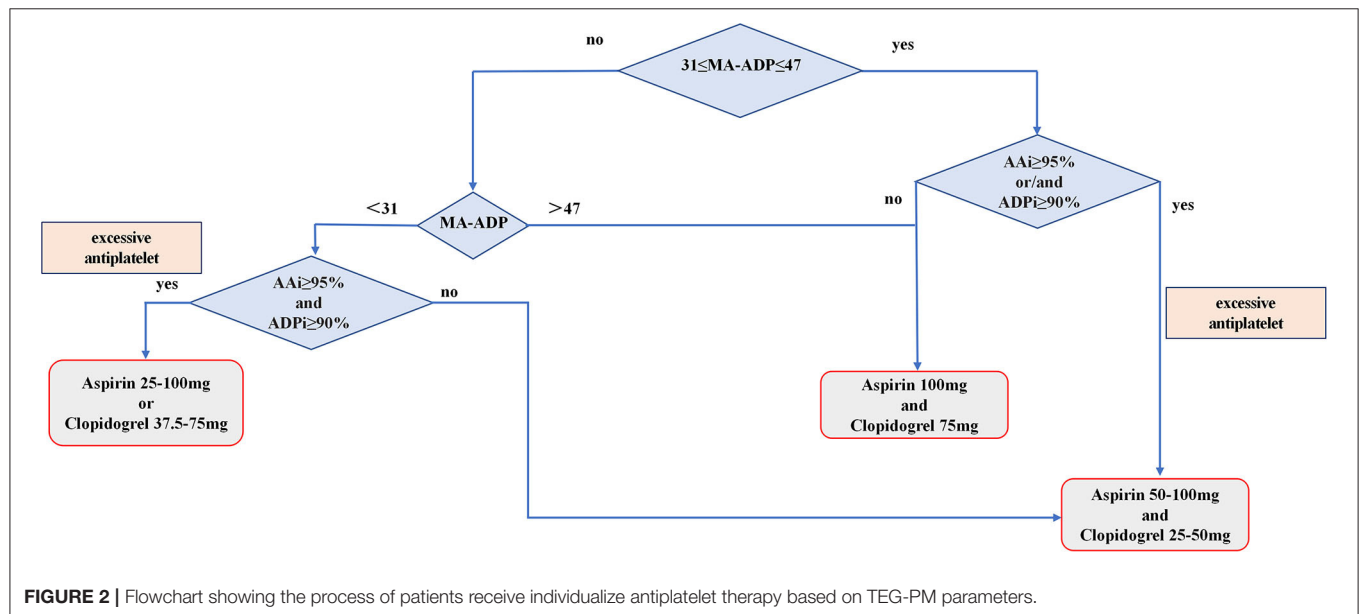 no
yes
31≤MA-ADP≤47
AAi≥95%
or/and
ADPi≥90%
no
yes
<31
MA-ADP
>47
excessive
antiplatelet
yes
AAi≥95%
and
ADPi≥90%
no
excessive
antiplatelet
Aspirin 25-100mg
or
Clopidogrel 37.5-75mg
Aspirin 100mg
and
Clopidogrel 75mg
Aspirin 50-100mg
and
Clopidogrel 25-50mg
FIGURE 2 | Flowchart showing the process of patients receive individualize antiplatelet therapy based on TEG-PM parameters.